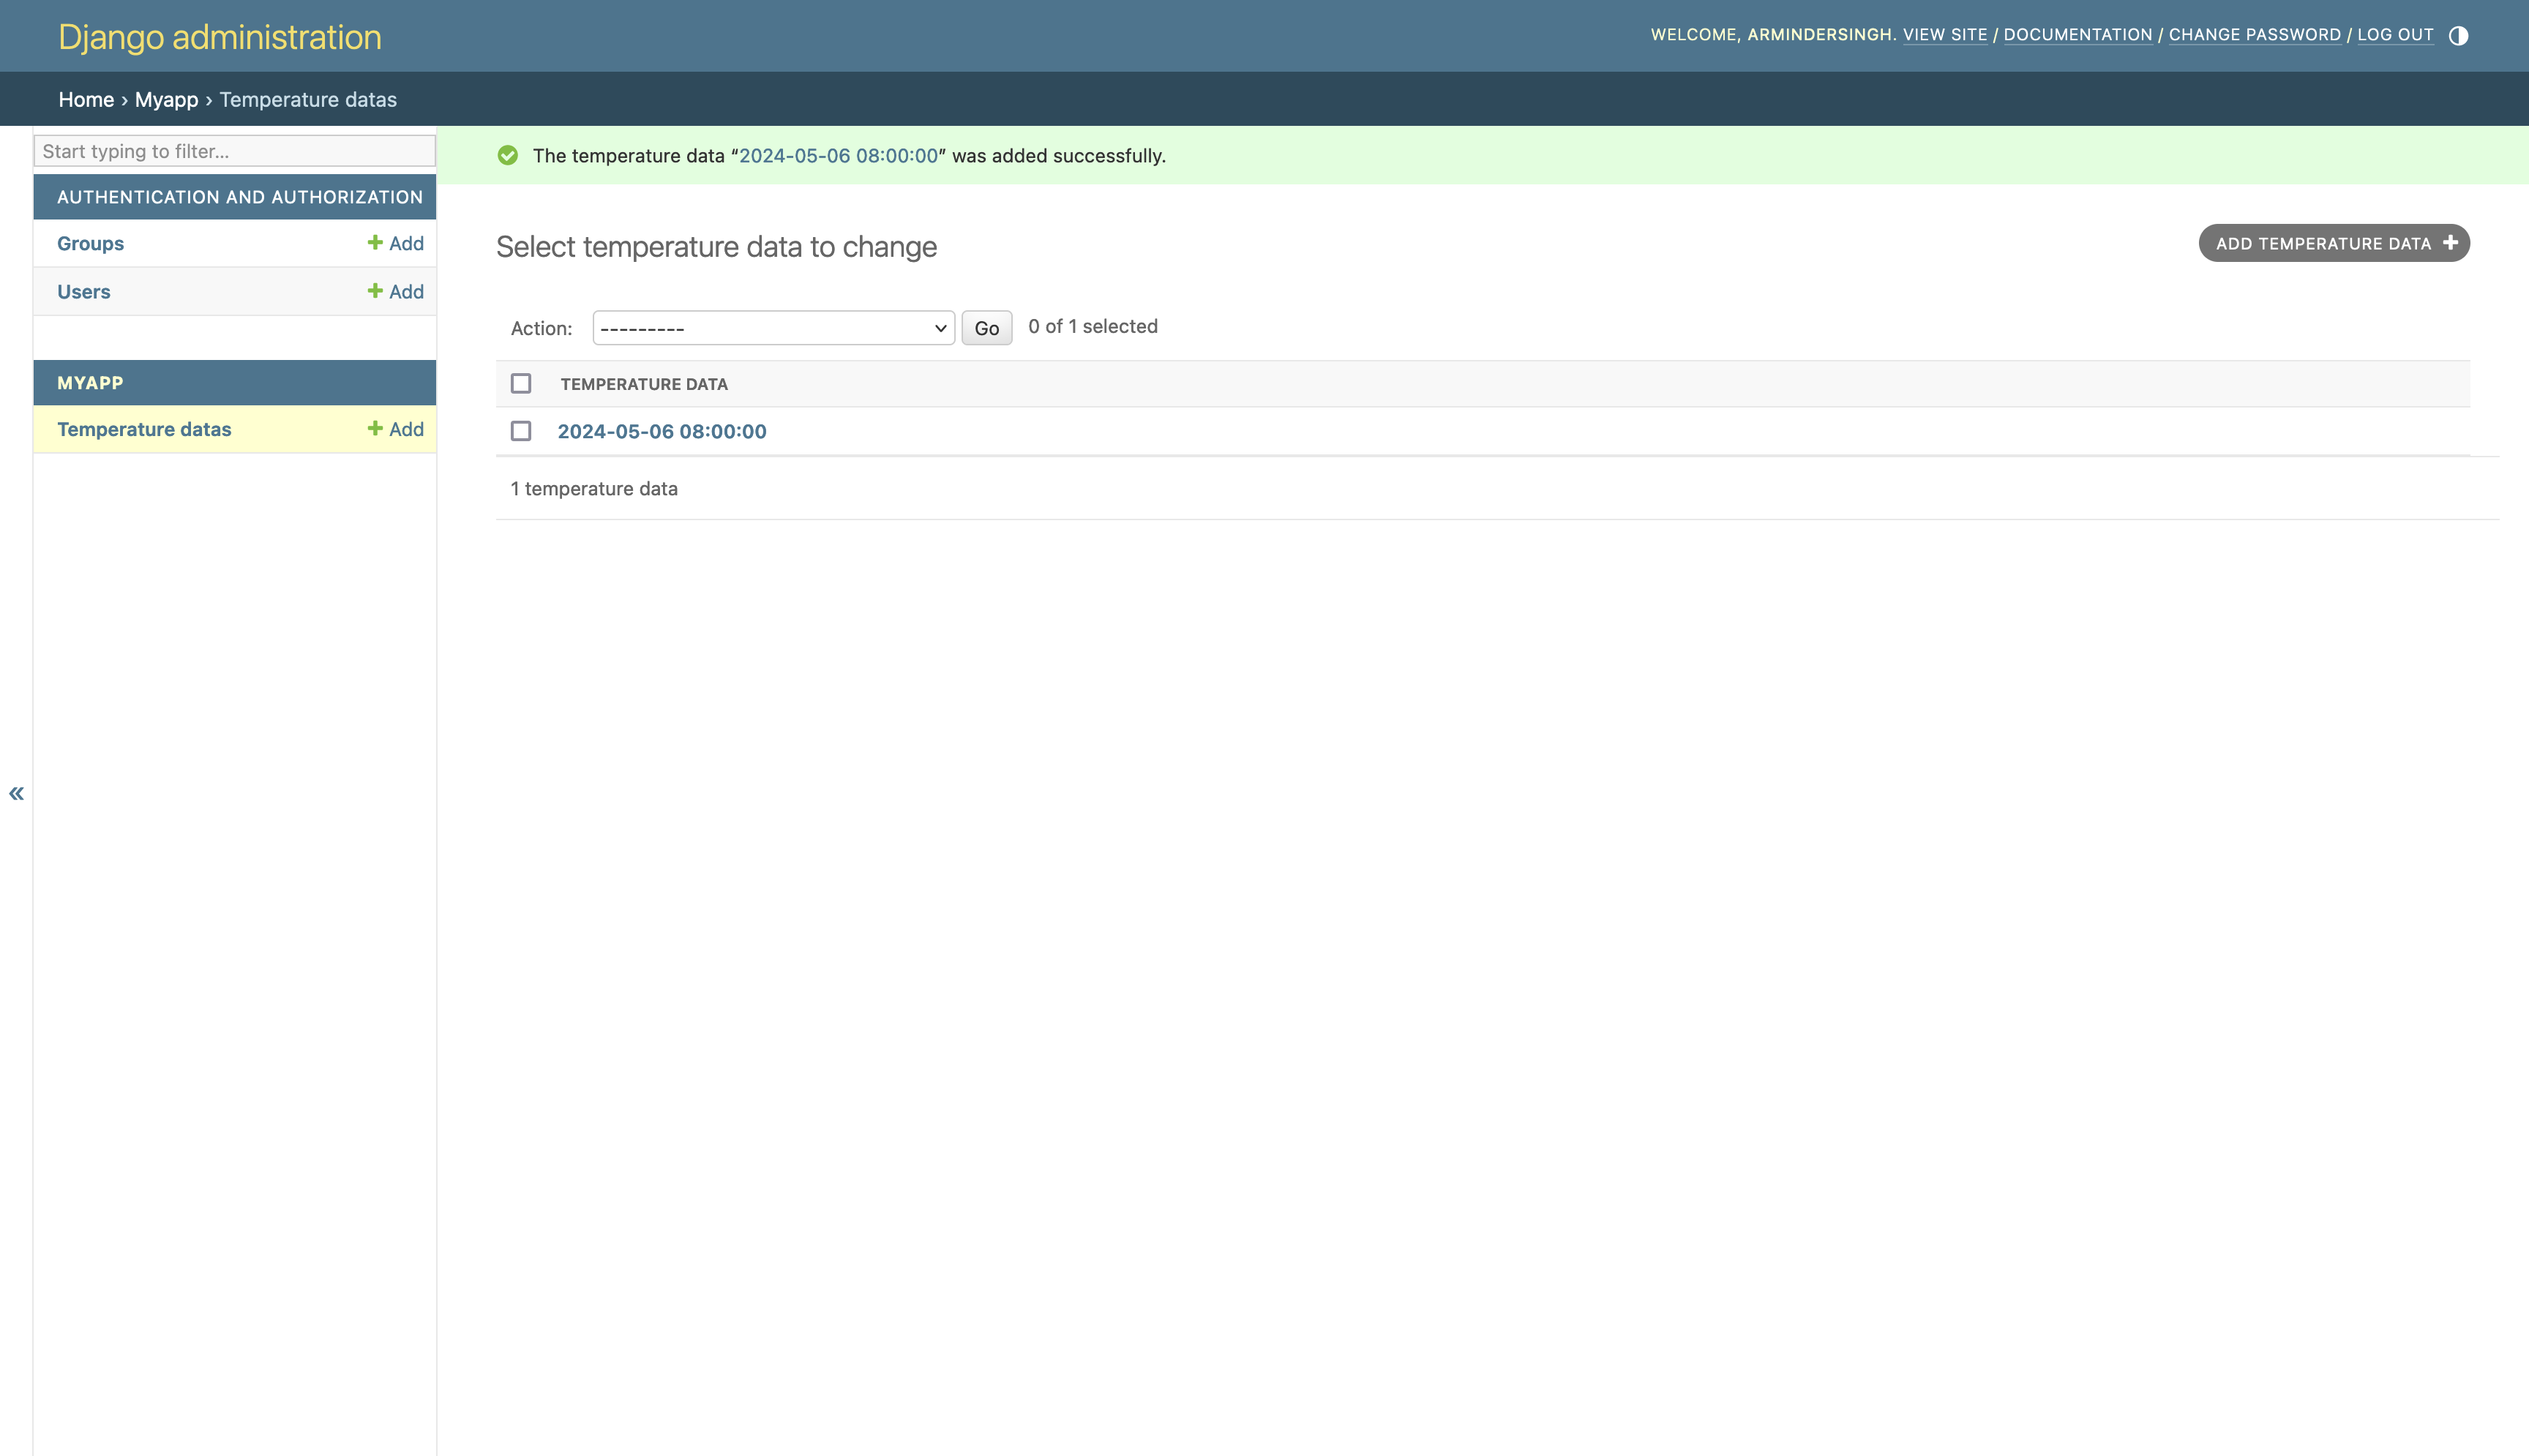 Django administration
WELCOME, ARMINDERSINGH. VIEW SITE / DOCUMENTATION / CHANGE PASSWORD / LOG OUT
Home › Myapp › Temperature datas
Start typing to filter...
The temperature data “2024-05-06 08:00:00” was added successfully.
AUTHENTICATION AND AUTHORIZATION
Groups + Add
Users + Add
MYAPP
Temperature datas + Add
Select temperature data to change
ADD TEMPERATURE DATA +
Action: --------- Go 0 of 1 selected
TEMPERATURE DATA
2024-05-06 08:00:00
1 temperature data
«